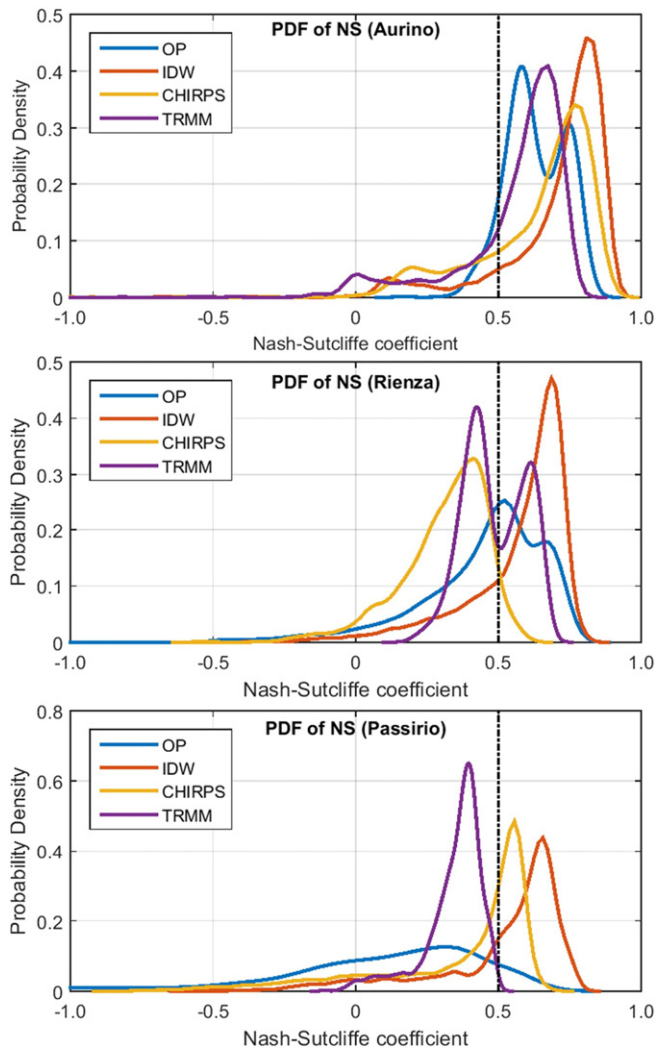 PDF of NS (Aurino)
OP
IDW
CHIRPS
TRMM
Probability Density
0.5
0.4
0.3
0.2
0.1
0
-1.0 -0.5 0 0.5 1.0
Nash-Sutcliffe coefficient
PDF of NS (Rienza)
OP
IDW
CHIRPS
TRMM
Probability Density
0.5
0.4
0.3
0.2
0.1
0
-1.0 -0.5 0 0.5 1.0
Nash-Sutcliffe coefficient
PDF of NS (Passirio)
OP
IDW
CHIRPS
TRMM
Probability Density
0.8
0.6
0.4
0.2
0
-1.0 -0.5 0 0.5 1.0
Nash-Sutcliffe coefficient